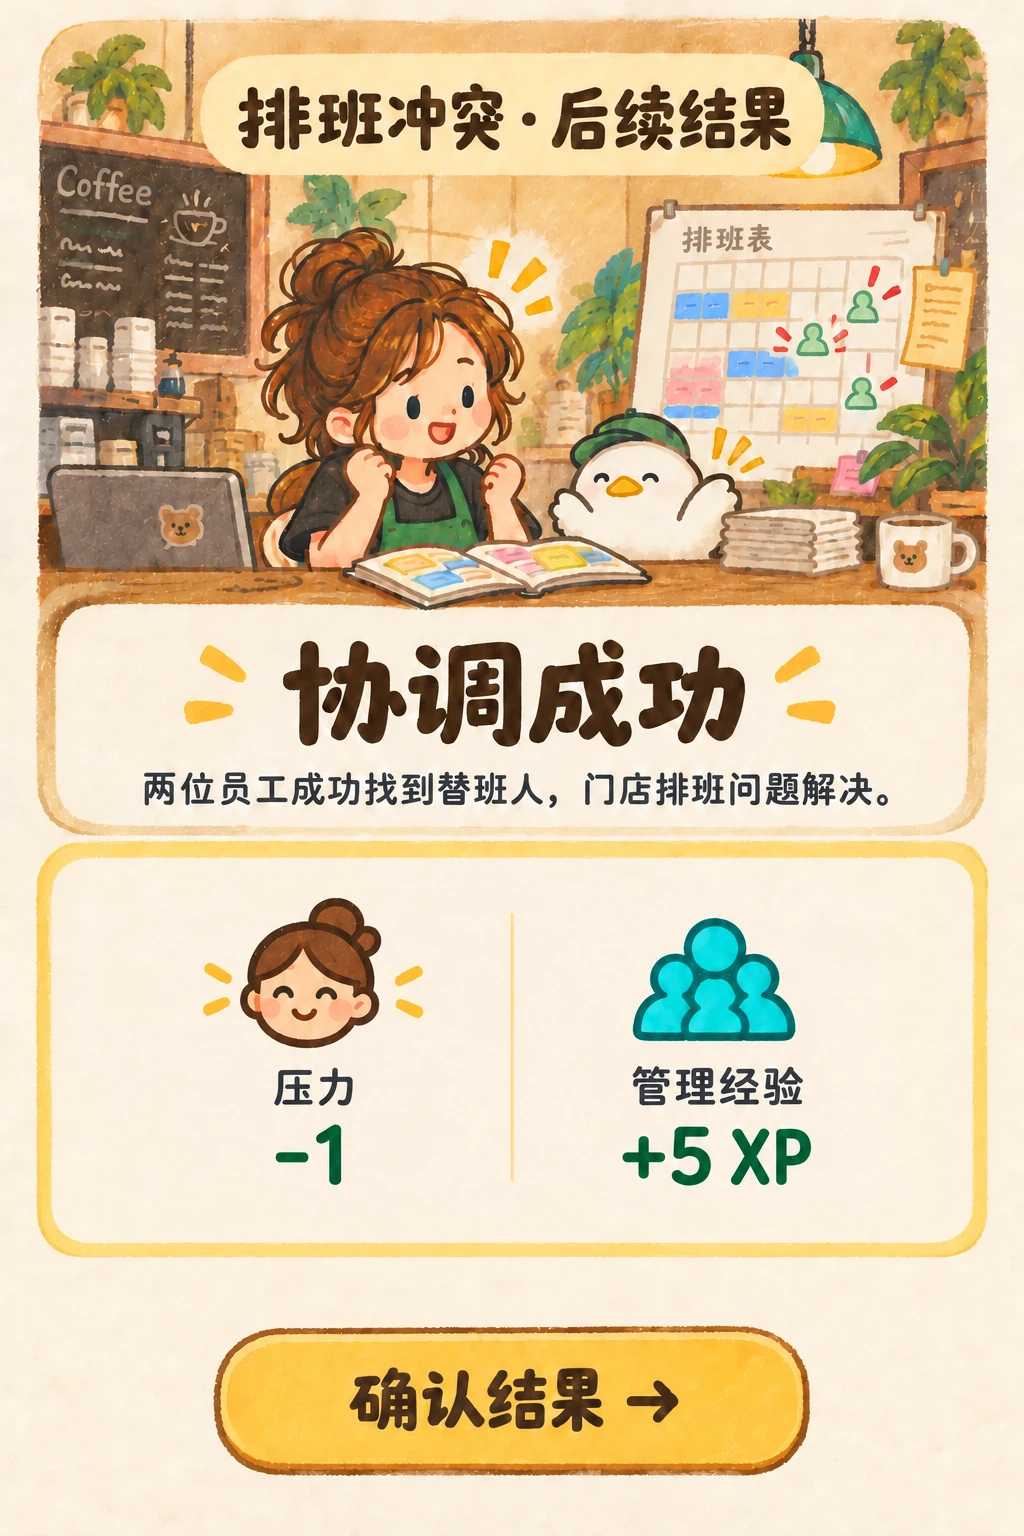 排班冲突·后续结果
Coffee
排班表
协调成功
两位员工成功找到替班人，门店排班问题解决。
压力
-1
管理经验
+5 XP
确认结果 →